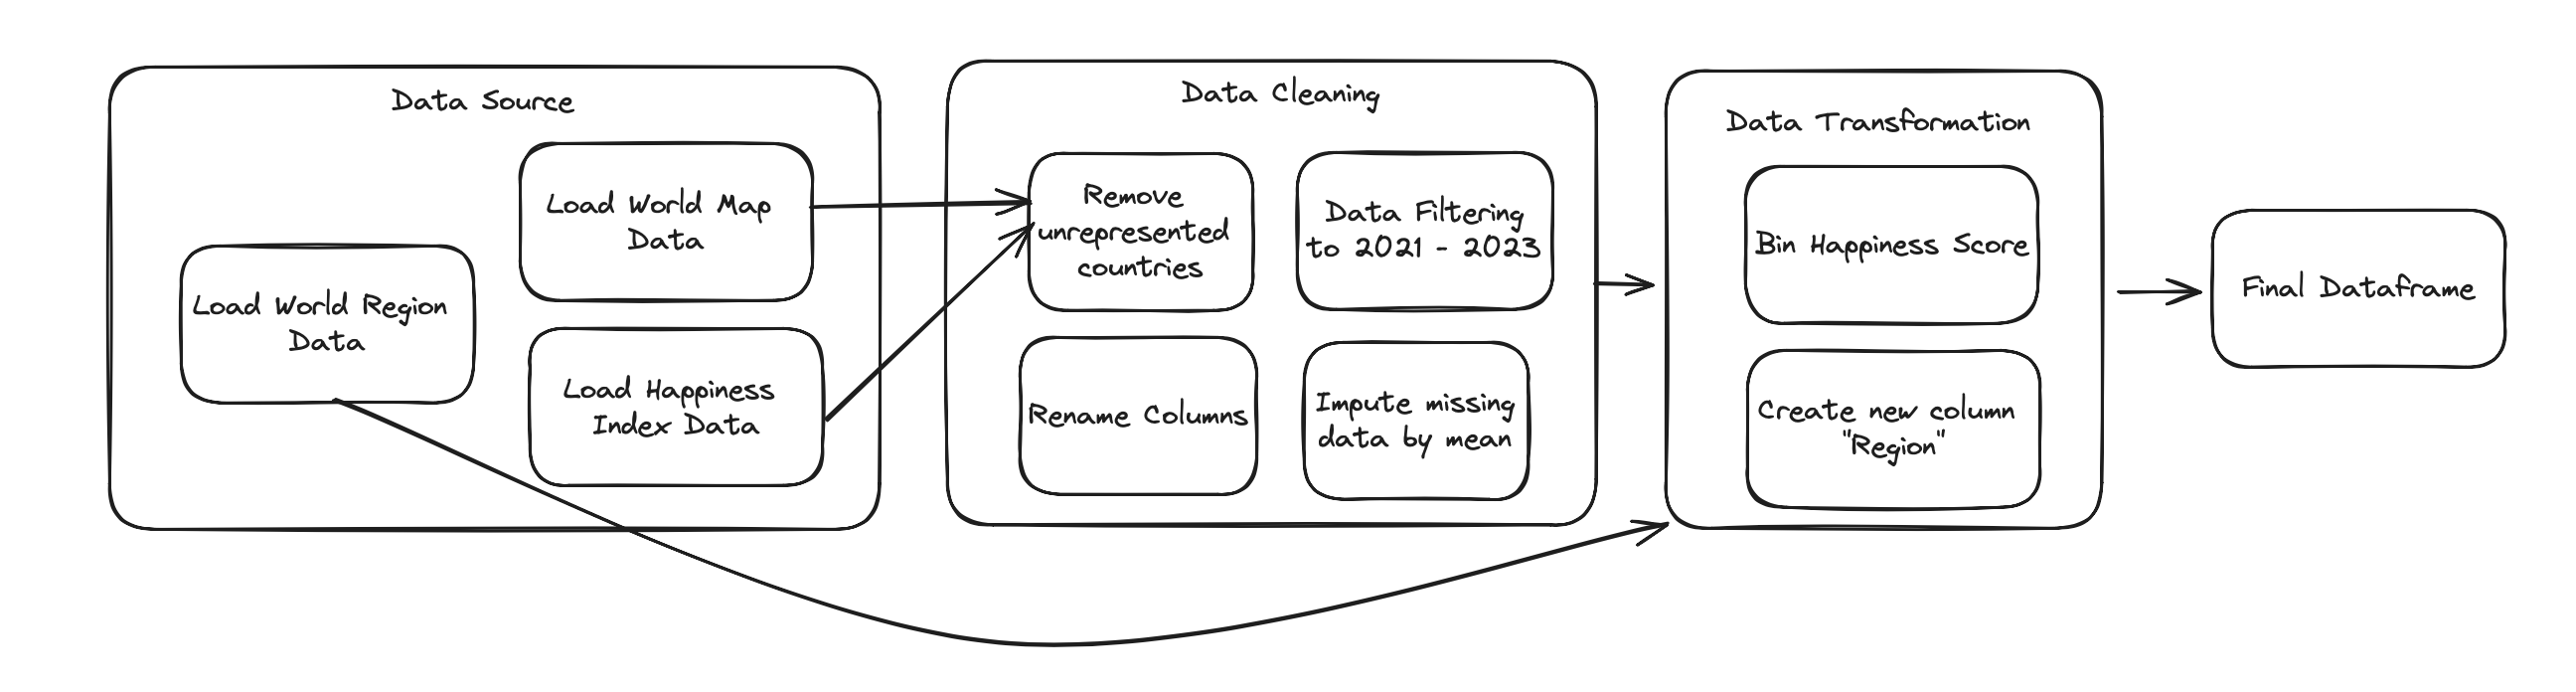 Data Source
Load World Map
Data
Load World Region
Data
Load Happiness
Index Data
Data Cleaning
Remove
unrepresented
countries
Data Filtering
to 2021 - 2023
Rename Columns
Impute missing
data by mean
Data Transformation
Bin Happiness Score
Create new column
"Region"
Final Dataframe